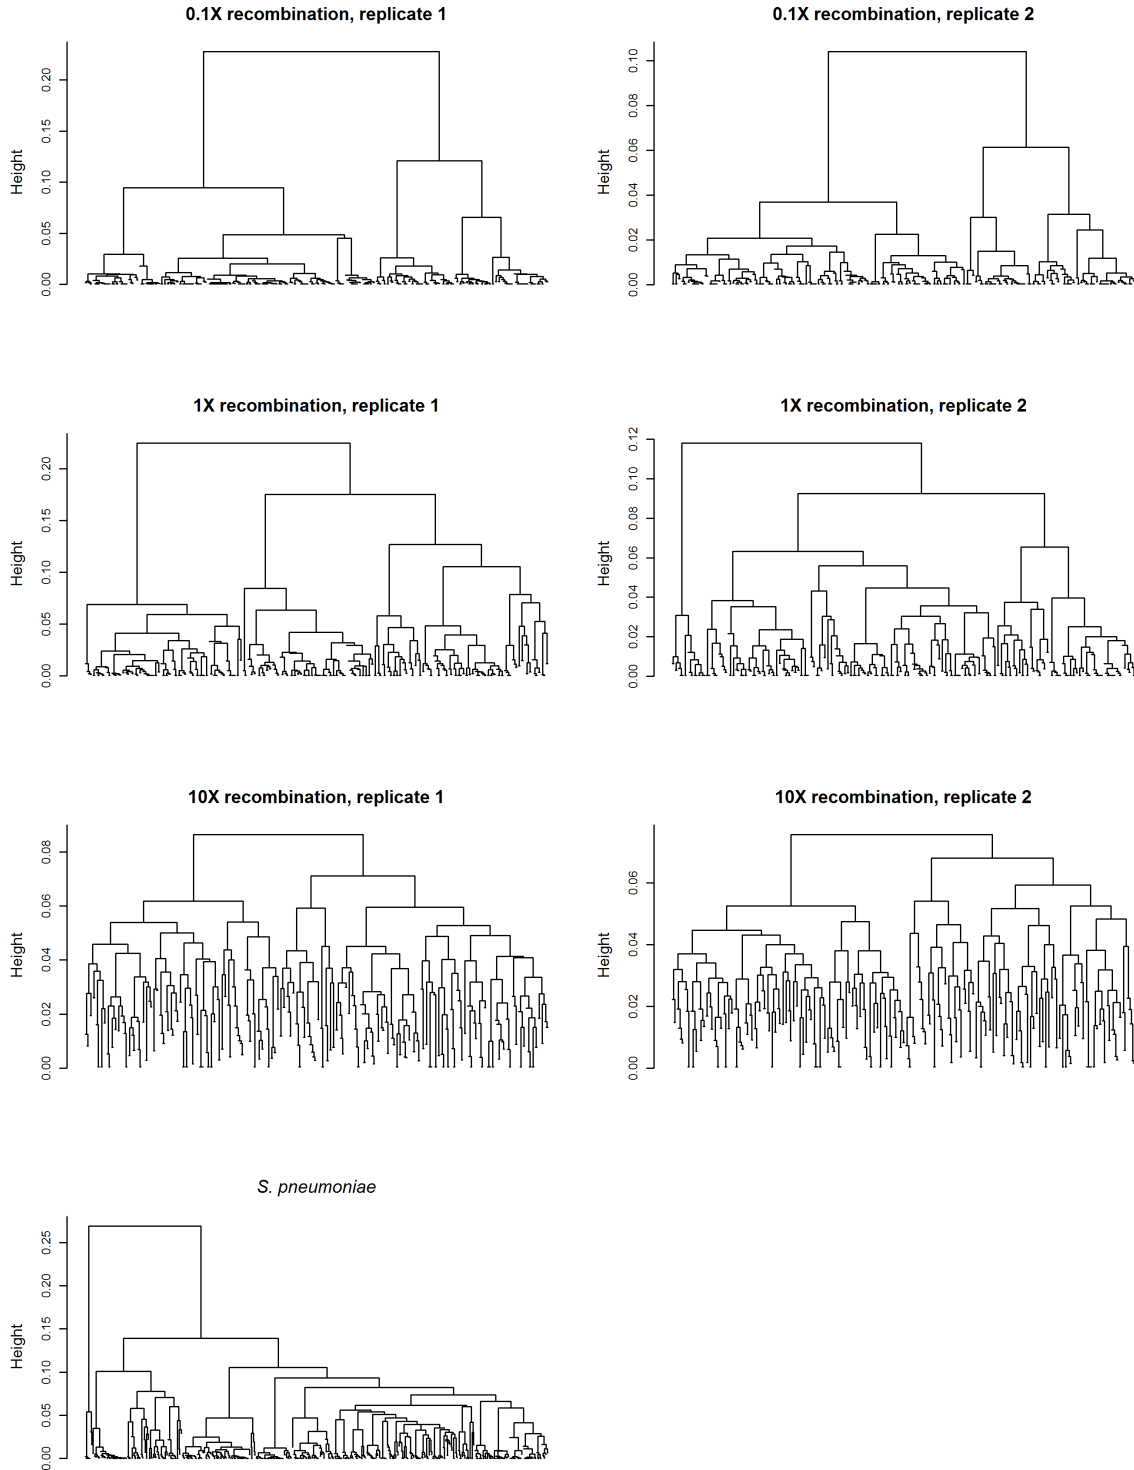 0.1X recombination, replicate 1
Height
0.00 0.05 0.10 0.15 0.20
0.1X recombination, replicate 2
Height
0.00 0.02 0.04 0.06 0.08 0.10
1X recombination, replicate 1
Height
0.00 0.05 0.10 0.15 0.20
1X recombination, replicate 2
Height
0.00 0.02 0.04 0.06 0.08 0.10 0.12
10X recombination, replicate 1
Height
0.00 0.02 0.04 0.06 0.08
10X recombination, replicate 2
Height
0.00 0.02 0.04 0.06
S. pneumoniae
Height
0.00 0.05 0.10 0.15 0.20 0.25